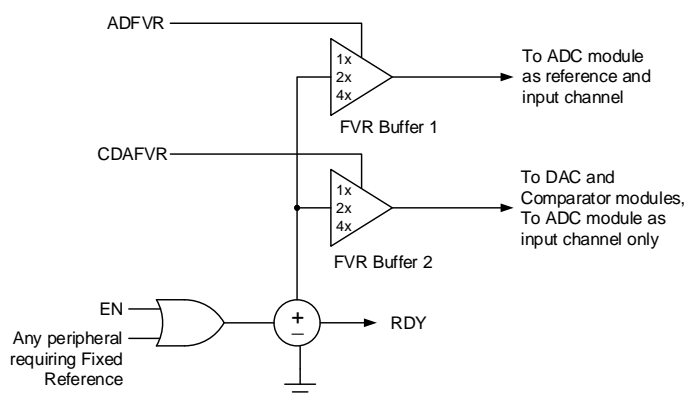 ADFVR
1x
2x
4x
To ADC module
as reference and
input channel
FVR Buffer 1
CDAFVR
1x
2x
4x
To DAC and
Comparator modules,
To ADC module as
input channel only
FVR Buffer 2
EN
Any peripheral
requiring Fixed
Reference
+
–
RDY